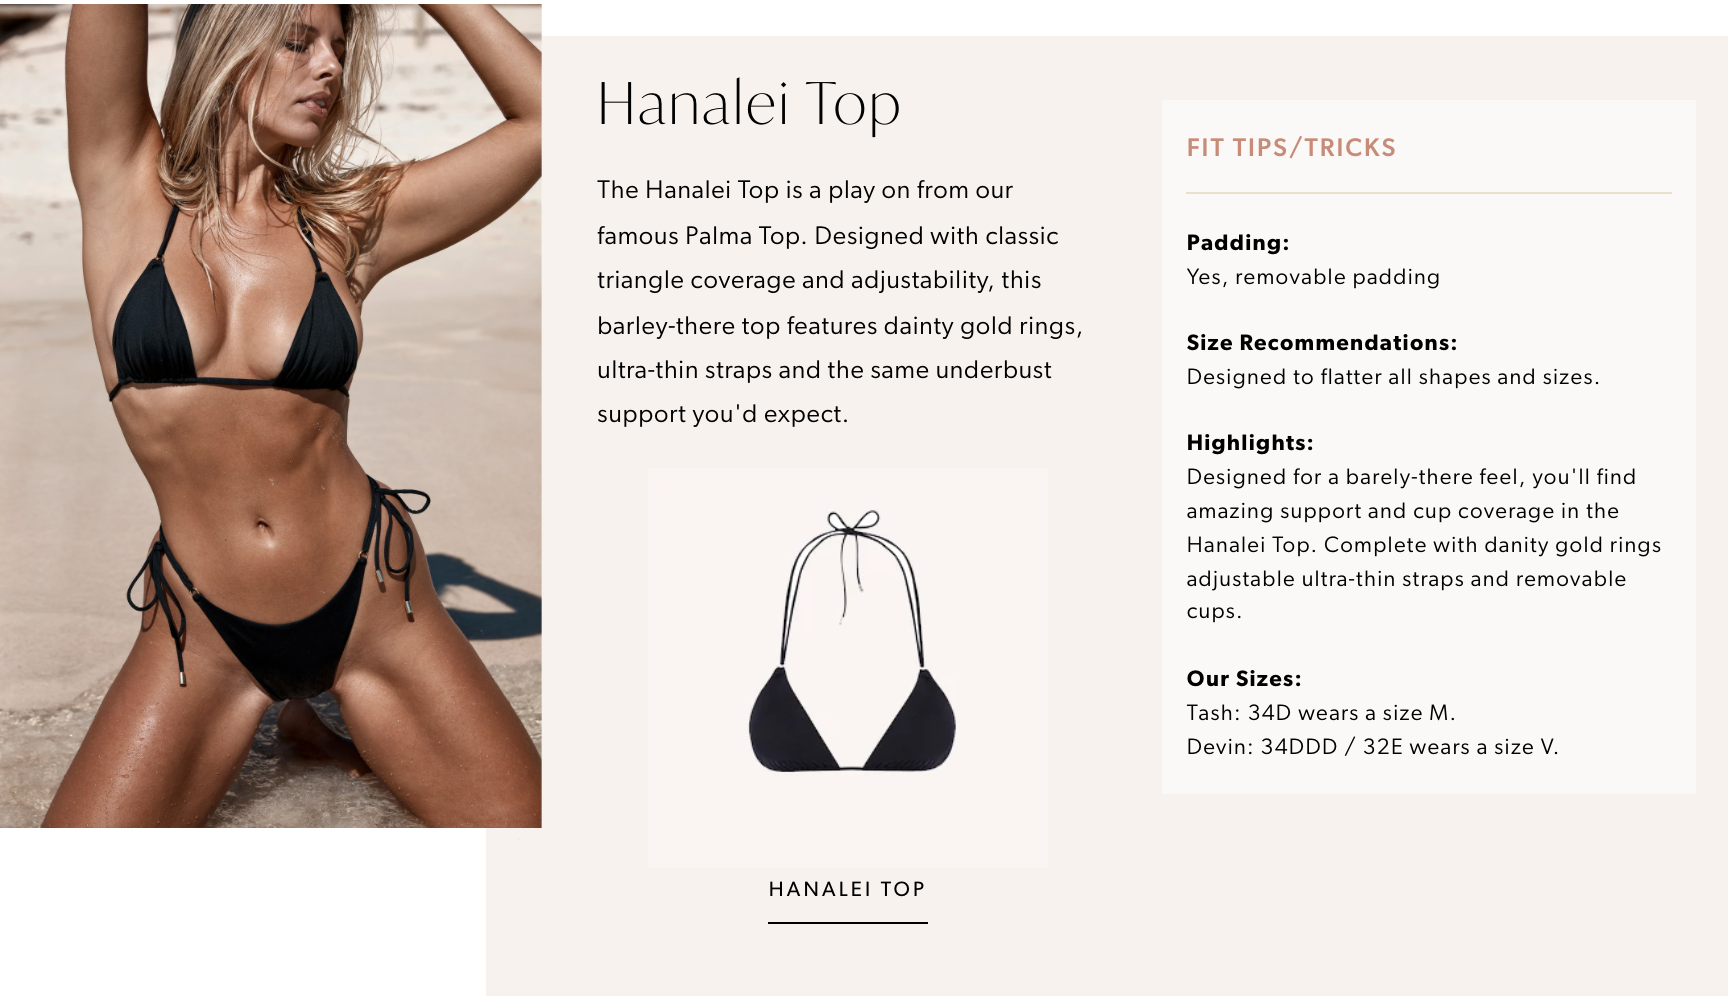 Hanalei Top
The Hanalei Top is a play on from our
famous Palma Top. Designed with classic
triangle coverage and adjustability, this
barley-there top features dainty gold rings,
ultra-thin straps and the same underbust
support you'd expect.
HANALEI TOP
FIT TIPS/TRICKS
Padding:
Yes, removable padding
Size Recommendations:
Designed to flatter all shapes and sizes.
Highlights:
Designed for a barely-there feel, you'll find
amazing support and cup coverage in the
Hanalei Top. Complete with danity gold rings
adjustable ultra-thin straps and removable
cups.
Our Sizes:
Tash: 34D wears a size M.
Devin: 34DDD / 32E wears a size V.